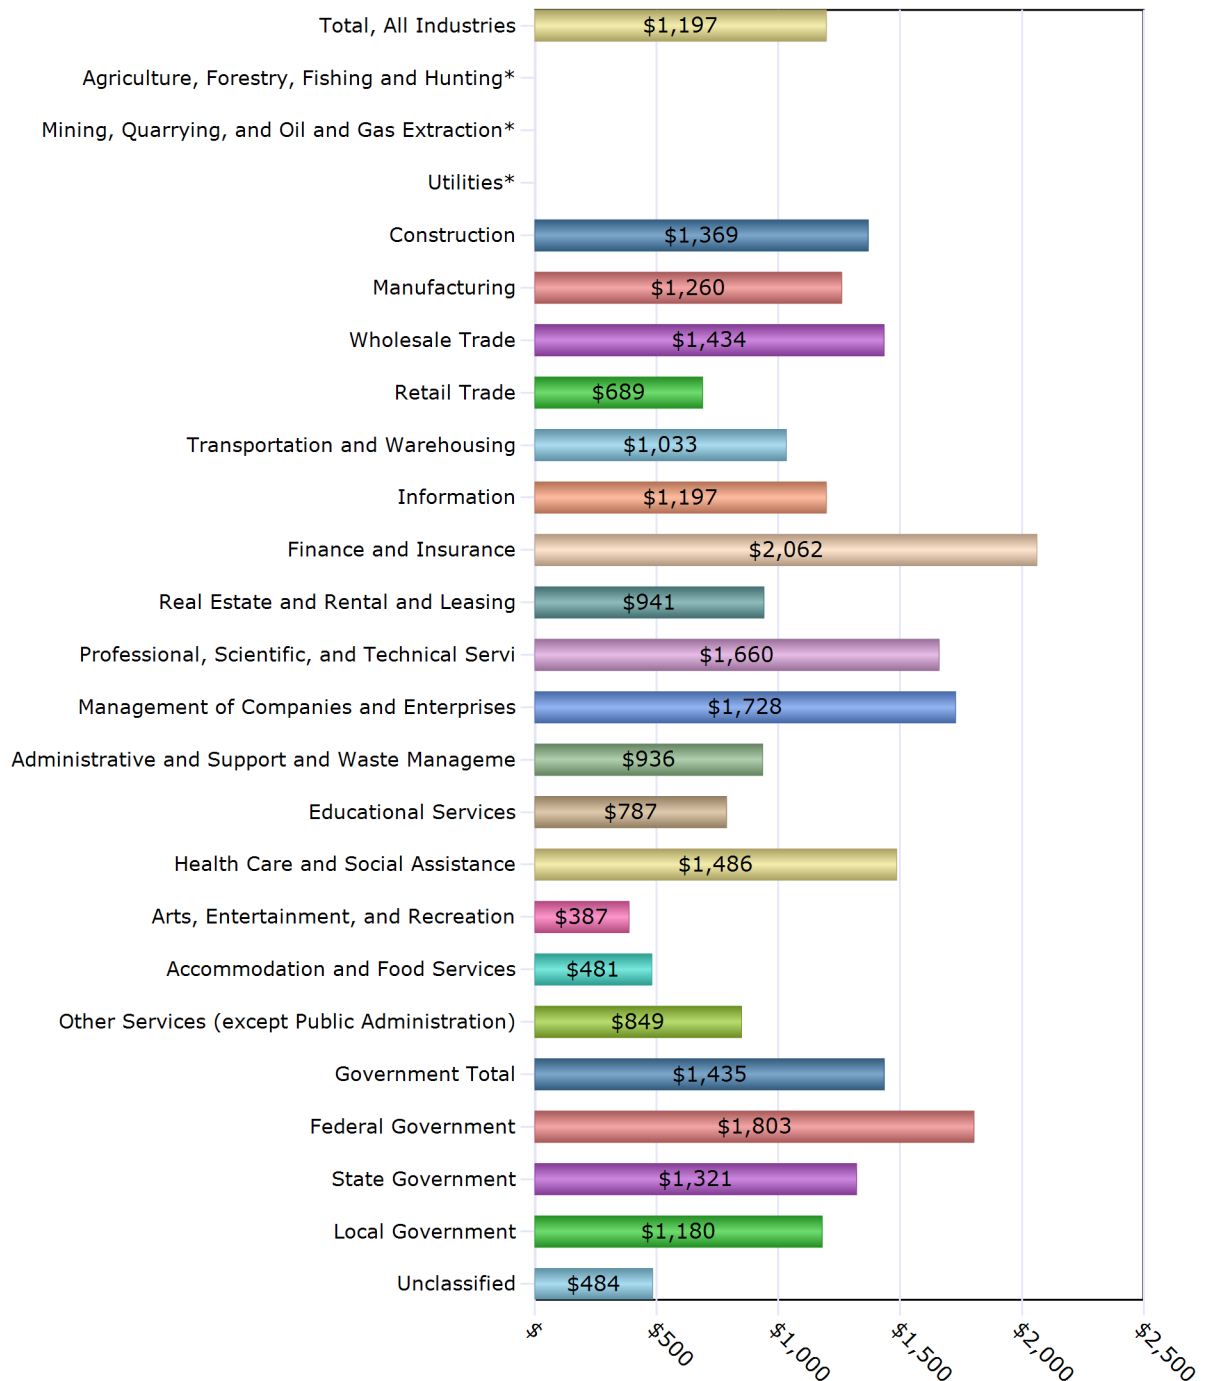 Total, All Industries $1,197
Agriculture, Forestry, Fishing and Hunting*
Mining, Quarrying, and Oil and Gas Extraction*
Utilities*
Construction $1,369
Manufacturing $1,260
Wholesale Trade $1,434
Retail Trade $689
Transportation and Warehousing $1,033
Information $1,197
Finance and Insurance $2,062
Real Estate and Rental and Leasing $941
Professional, Scientific, and Technical Servi $1,660
Management of Companies and Enterprises $1,728
Administrative and Support and Waste Manageme $936
Educational Services $787
Health Care and Social Assistance $1,486
Arts, Entertainment, and Recreation $387
Accommodation and Food Services $481
Other Services (except Public Administration) $849
Government Total $1,435
Federal Government $1,803
State Government $1,321
Local Government $1,180
Unclassified $484
$ $500 $1,000 $1,500 $2,000 $2,500